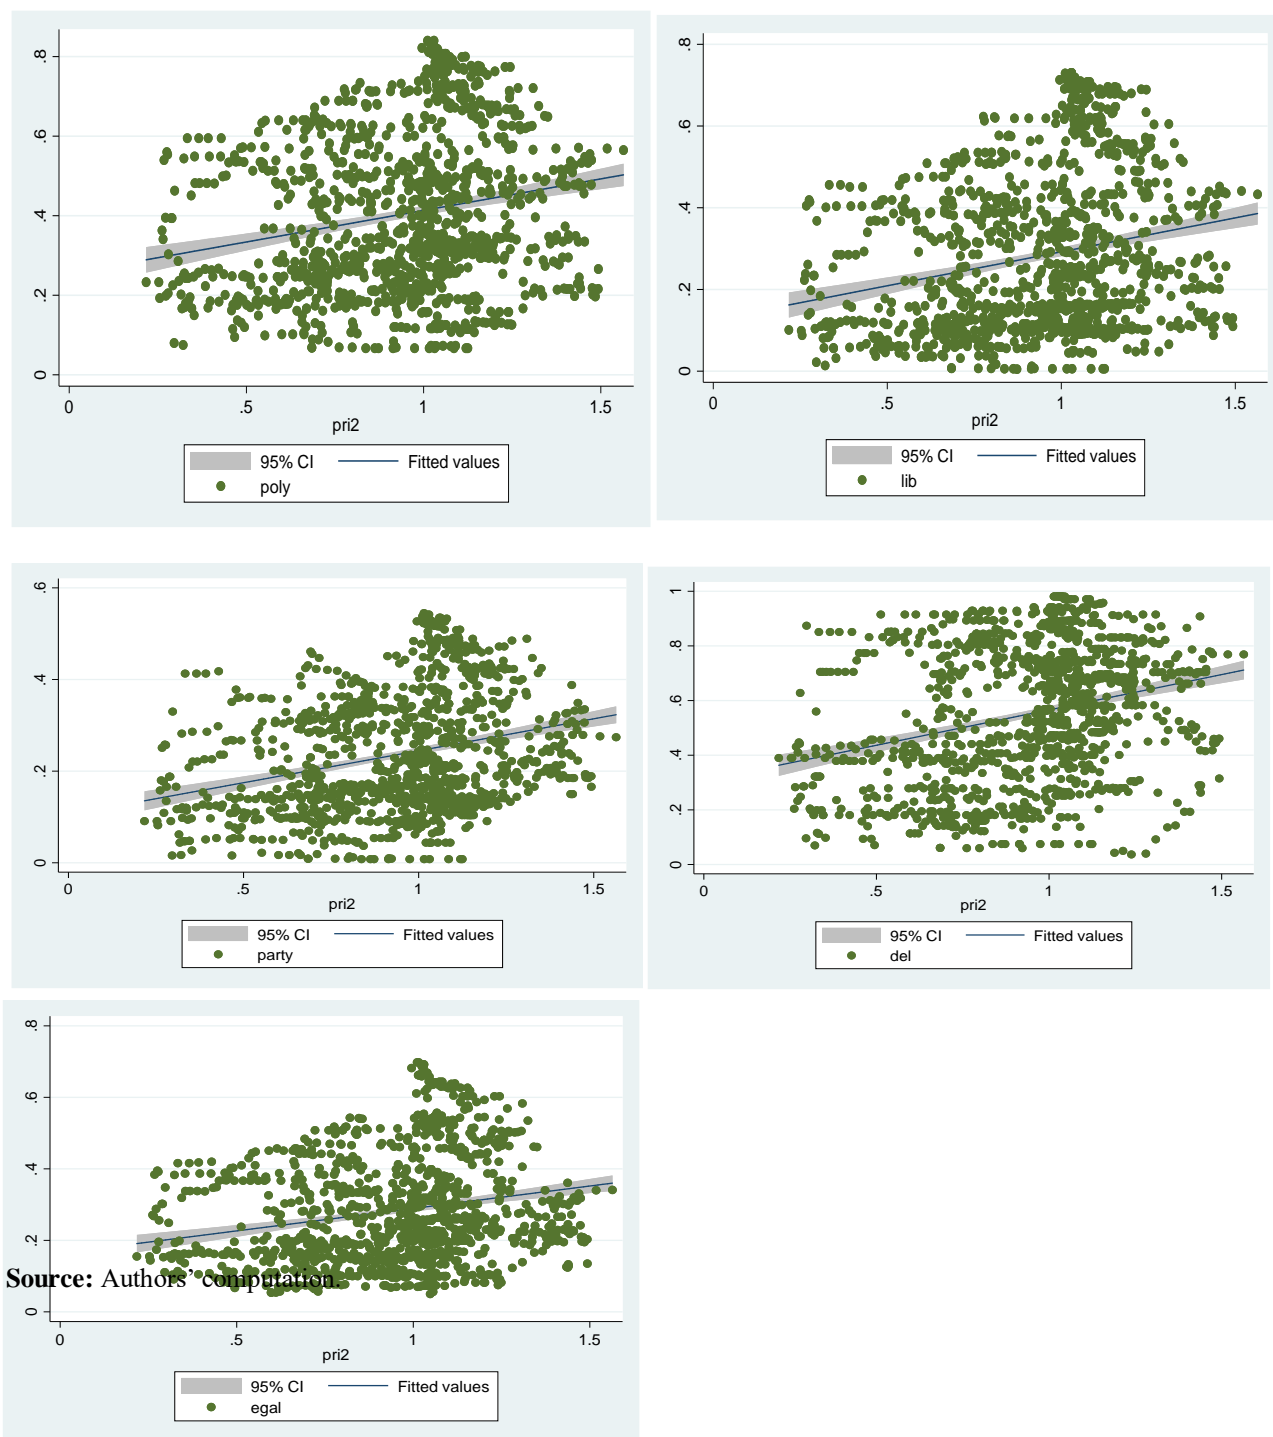 .8
.6
.4
.2
0
0 .5 1 1.5
pri2
95% CI Fitted values
poly
.8
.6
.4
.2
0
0 .5 1 1.5
pri2
95% CI Fitted values
lib
.6
.4
.2
0
0 .5 1 1.5
pri2
95% CI Fitted values
party
1
.8
.6
.4
.2
0
0 .5 1 1.5
pri2
95% CI Fitted values
del
.8
.6
.4
.2
Source: Authors' computation.
0
0 .5 1 1.5
pri2
95% CI Fitted values
egal